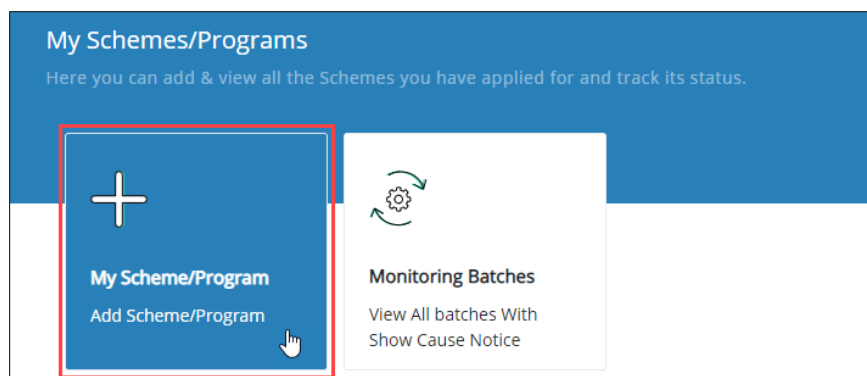 My Schemes/Programs
Here you can add & view all the Schemes you have applied for and track its status.
My Scheme/Program
Add Scheme/Program
Monitoring Batches
View All batches With
Show Cause Notice